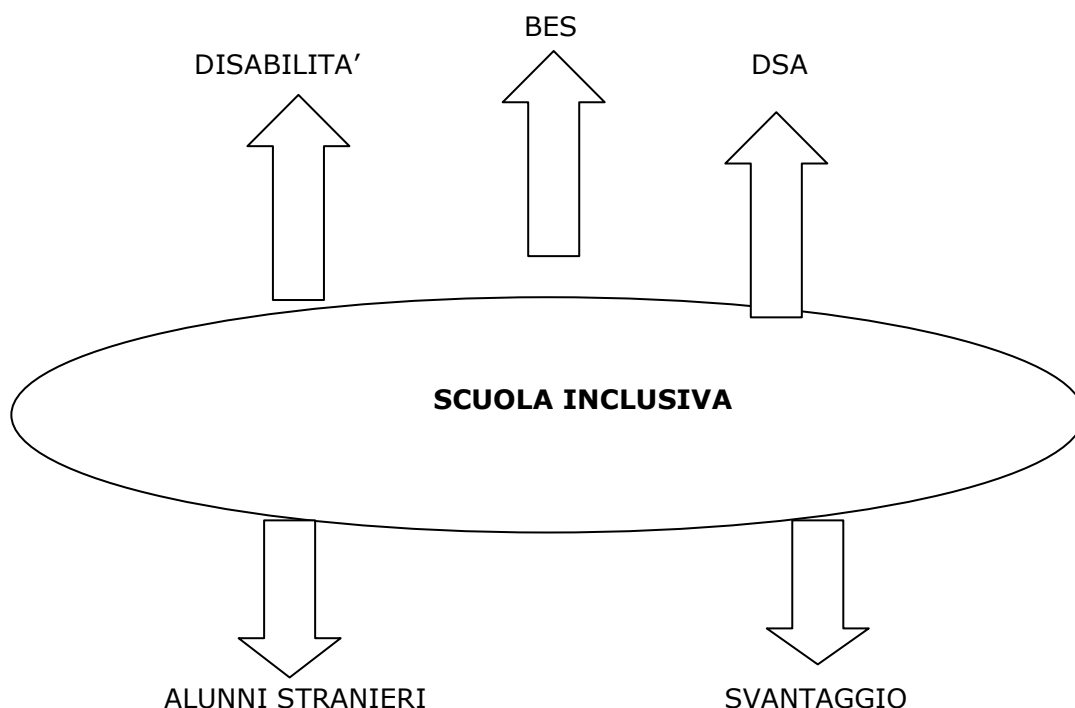 BES
DISABILITA’
DSA
SCUOLA INCLUSIVA
ALUNNI STRANIERI
SVANTAGGIO